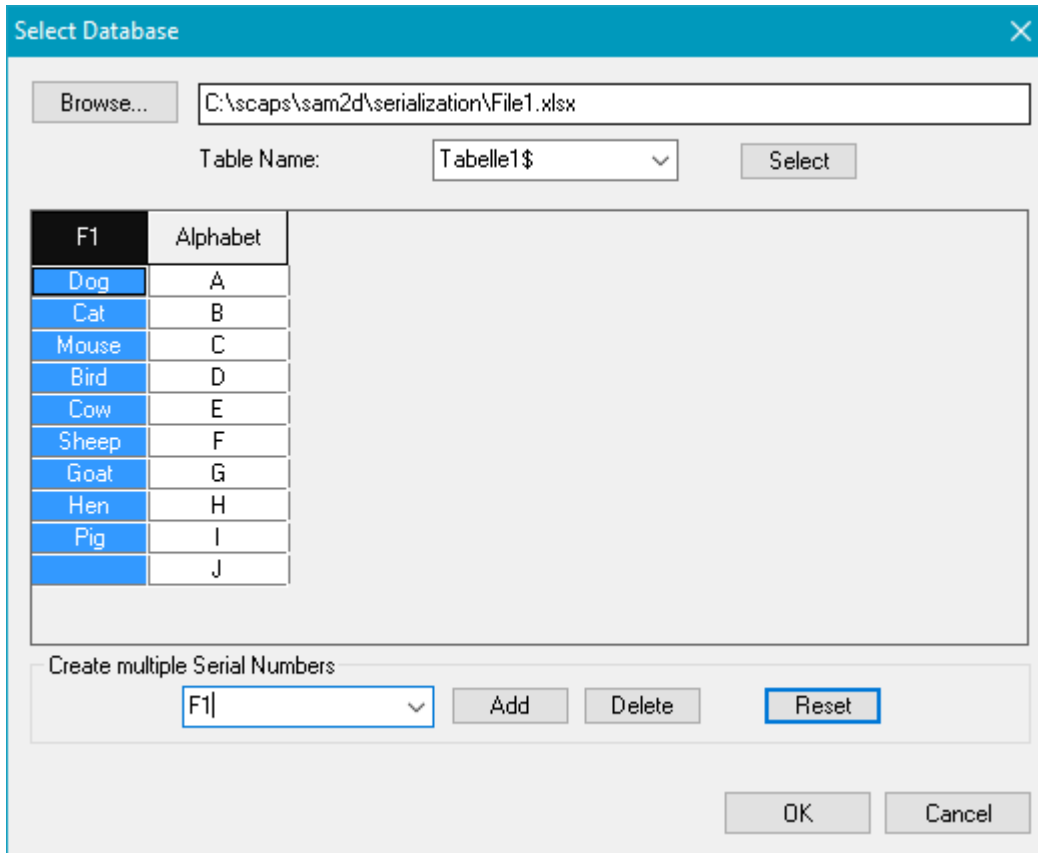 Select Database
Browse... C:\scaps\sam2d\serialization\File1.xlsx
Table Name: Tabelle1$ Select
F1 Alphabet
Dog A
Cat B
Mouse C
Bird D
Cow E
Sheep F
Goat G
Hen H
Pig I
J
Create multiple Serial Numbers
F1 Add Delete Reset
OK Cancel